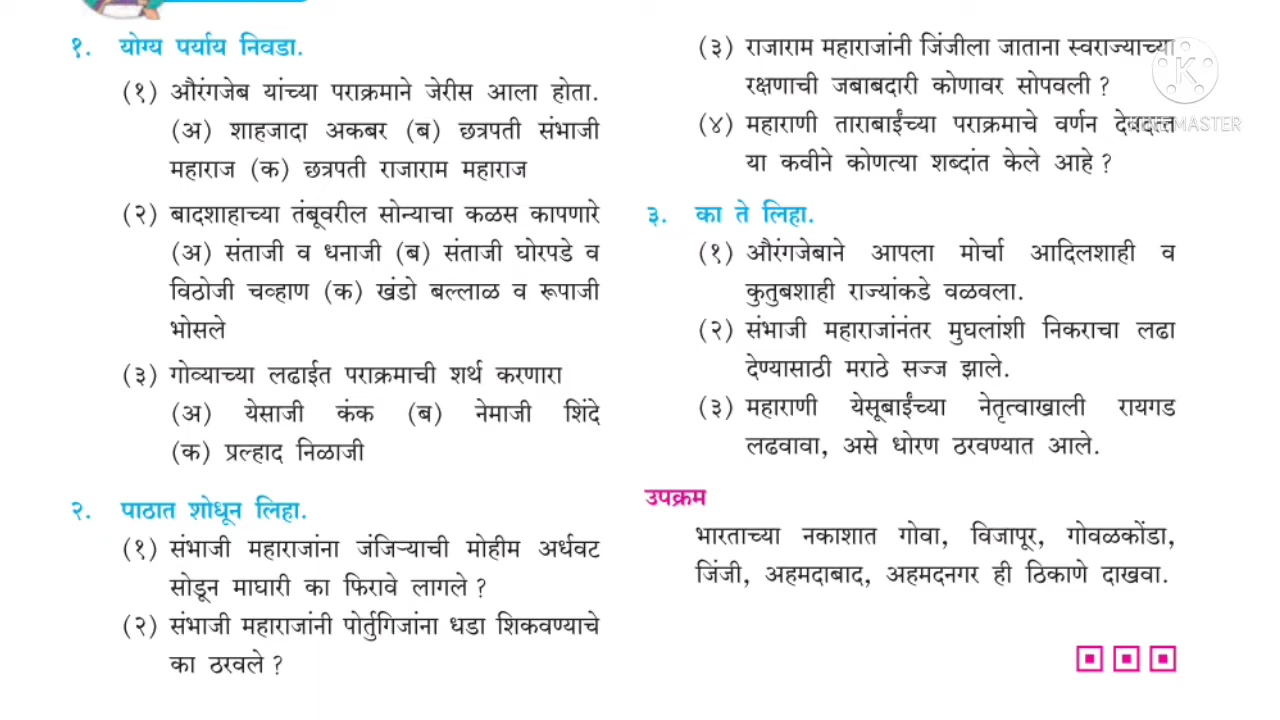 १. योग्य पर्याय निवडा.
(१) औरंगजेब यांच्या पराक्रमाने जेरीस आला होता.
(अ) शाहजादा अकबर (ब) छत्रपती संभाजी
महाराज (क) छत्रपती राजाराम महाराज
(२) बादशाहाच्या तंबूवरील सोन्याचा कळस कापणारे
(अ) संताजी व धनाजी (ब) संताजी घोरपडे व
विठोजी चव्हाण (क) खंडो बल्लाळ व रूपाजी
भोसले
(३) गोव्याच्या लढाईत पराक्रमाची शर्थ करणारा
(अ) येसाजी कंक (ब) नेमाजी शिंदे
(क) प्रल्हाद निळाजी
२. पाठात शोधून लिहा.
(१) संभाजी महाराजांना जंजिऱ्याची मोहीम अर्धवट
सोडून माघारी का फिरावे लागले ?
(२) संभाजी महाराजांनी पोर्तुगिजांना धडा शिकवण्याचे
का ठरवले ?
(३) राजाराम महाराजांनी जिंजीला जाताना स्वराज्याच्या
रक्षणाची जबाबदारी कोणावर सोपवली ?
(४) महाराणी ताराबाईंच्या पराक्रमाचे वर्णन देवदत्त
या कवीने कोणत्या शब्दांत केले आहे ?
३. का ते लिहा.
(१) औरंगजेबाने आपला मोर्चा आदिलशाही व
कुतुबशाही राज्यांकडे वळवला.
(२) संभाजी महाराजांनंतर मुघलांशी निकराचा लढा
देण्यासाठी मराठे सज्ज झाले.
(३) महाराणी येसूबाईंच्या नेतृत्वाखाली रायगड
लढवावा, असे धोरण ठरवण्यात आले.
उपक्रम
भारताच्या नकाशात गोवा, विजापूर, गोवळकोंडा,
जिंजी, अहमदाबाद, अहमदनगर ही ठिकाणे दाखवा.
K
KINEMASTER